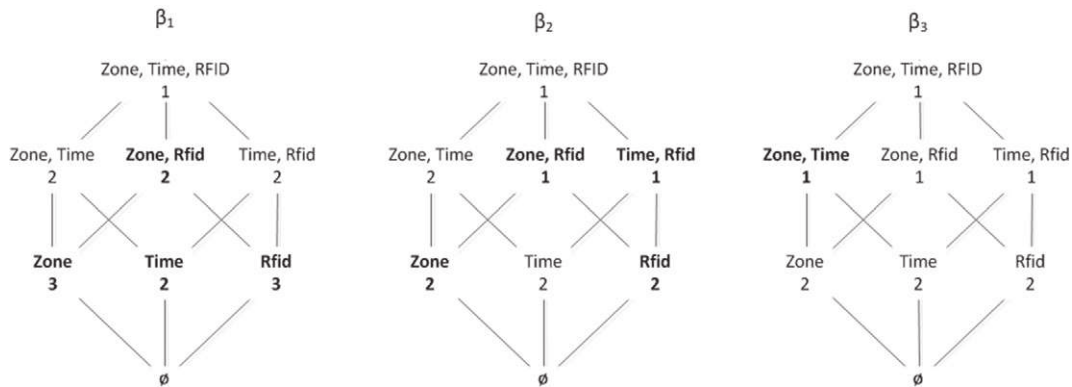 β₁
Zone, Time, RFID
1
Zone, Time Zone, Rfid Time, Rfid
2 2 2
Zone Time Rfid
3 2 3
ø
β₂
Zone, Time, RFID
1
Zone, Time Zone, Rfid Time, Rfid
2 1 1
Zone Time Rfid
2 2 2
ø
β₃
Zone, Time, RFID
1
Zone, Time Zone, Rfid Time, Rfid
1 1 1
Zone Time Rfid
2 2 2
ø